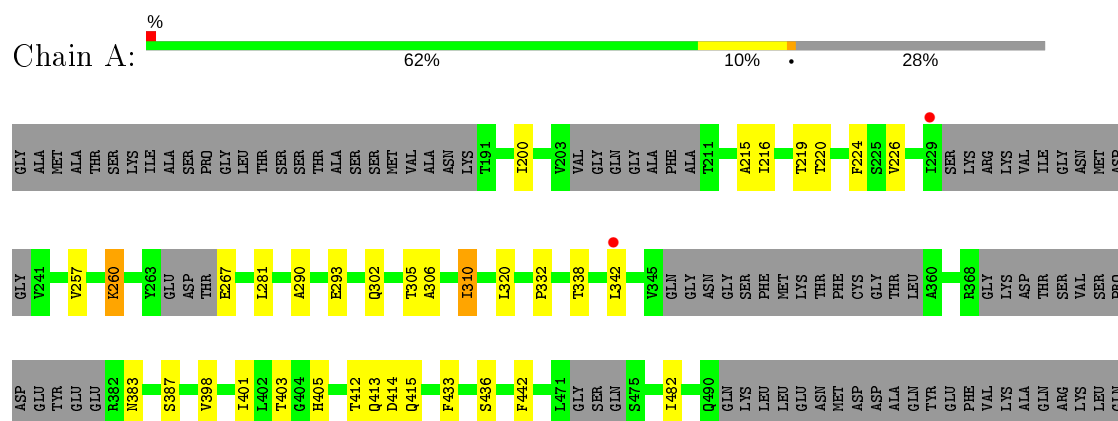 %
Chain A:
62% 10% • 28%
GLY ALA MET ALA THR SER LYS ILE ALA SER PRO GLY LEU THR SER SER THR ALA SER SER MET VAL ALA ASN LYS T191 I200 V203 VAL GLY GLN GLY ALA PHE ALA T211 A215 I216 T219 T220 F224 S225 V226 I229 SER LYS ARG LYS VAL ILE GLY ASN MET ASP
GLY V241 V257 K260 Y263 GLU ASP THR E267 L281 A290 E293 Q302 T305 A306 I310 L320 P332 T338 L342 V345 GLN GLY ASN GLY SER PHE MET LYS THR PHE CYS GLY THR LEU A360 R368 GLY LYS ASP THR SER VAL SER PRO
ASP GLU TYR GLU GLU R382 N383 S387 V398 I401 L402 T403 G404 H405 T412 Q413 D414 Q415 F433 S436 F442 L471 GLY SER GLN S475 I482 Q490 GLN LYS LEU LEU GLU ASN MET ASP ASP ALA GLN TYR GLU PHE VAL LYS ALA GLN ARG LYS LEU GLN